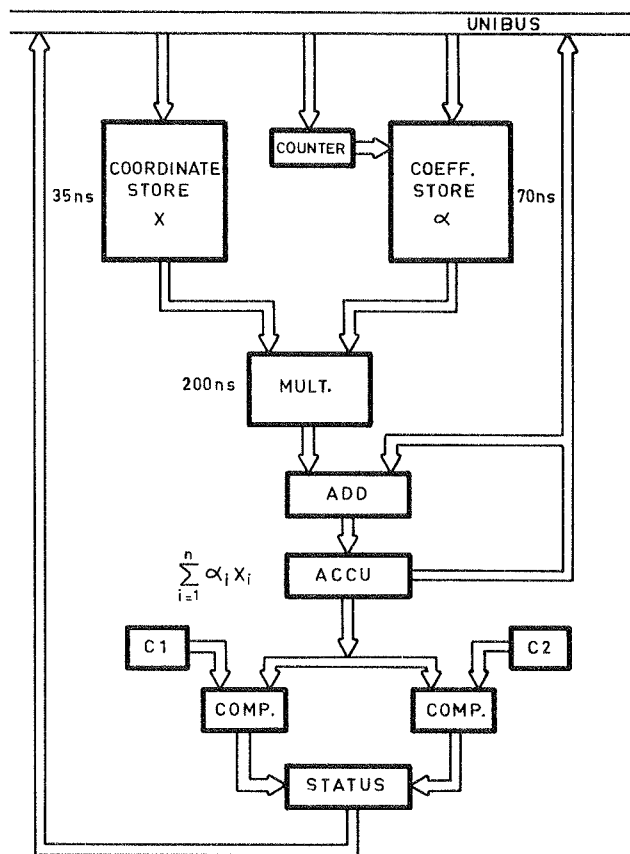 UNIBUS
COORDINATE
STORE
X
35ns
COUNTER
COEFF.
STORE
α
70ns
200ns
MULT.
ADD
n
∑ αᵢ Xᵢ
i=1
ACCU
C1
C2
COMP.
COMP.
STATUS